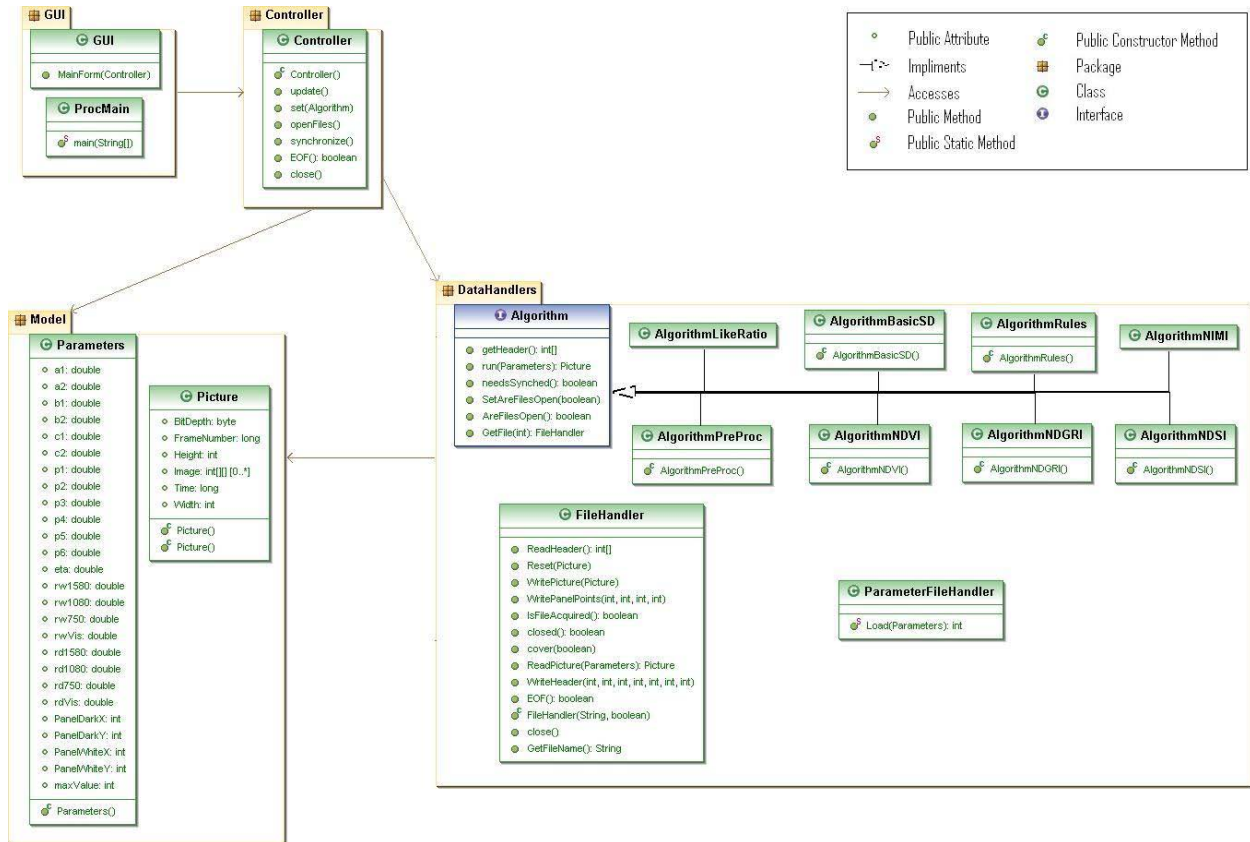 GUI
GUI
MainForm(Controller)
ProcMain
main(String[])
Controller
Controller
Controller()
update()
set(Algorithm)
openFiles()
synchronize()
EOF(): boolean
close()
Public Attribute
Impliments
Accesses
Public Method
Public Static Method
Public Constructor Method
Package
Class
Interface
Model
Parameters
a1: double
a2: double
b1: double
b2: double
c1: double
c2: double
p1: double
p2: double
p3: double
p4: double
p5: double
p6: double
eta: double
rw1580: double
rw1080: double
rw750: double
rwVis: double
rd1580: double
rd1080: double
rd750: double
rdVis: double
PanelDarkX: int
PanelDarkY: int
PanelWhiteX: int
PanelWhiteY: int
maxValue: int
Parameters()
Picture
BitDepth: byte
FrameNumber: long
Height: int
Image: int[][] [0..*]
Time: long
Width: int
Picture()
Picture()
DataHandlers
Algorithm
getHeader(): int[]
run(Parameters): Picture
needsSynched(): boolean
SetAreFilesOpen(boolean)
AreFilesOpen(): boolean
GetFile(int): FileHandler
AlgorithmLikeRatio
AlgorithmBasicSD
AlgorithmBasicSD()
AlgorithmRules
AlgorithmRules()
AlgorithmNIMI
AlgorithmPreProc
AlgorithmPreProc()
AlgorithmNDVI
AlgorithmNDVI()
AlgorithmNDGRI
AlgorithmNDGRI()
AlgorithmNDSI
AlgorithmNDSI()
FileHandler
ReadHeader(): int[]
Reset(Picture)
WritePicture(Picture)
WritePanelPoints(int, int, int, int)
IsFileAcquired(): boolean
closed(): boolean
cover(boolean)
ReadPicture(Parameters): Picture
WriteHeader(int, int, int, int, int, int, int)
EOF(): boolean
FileHandler(String, boolean)
close()
GetFileName(): String
ParameterFileHandler
Load(Parameters): int